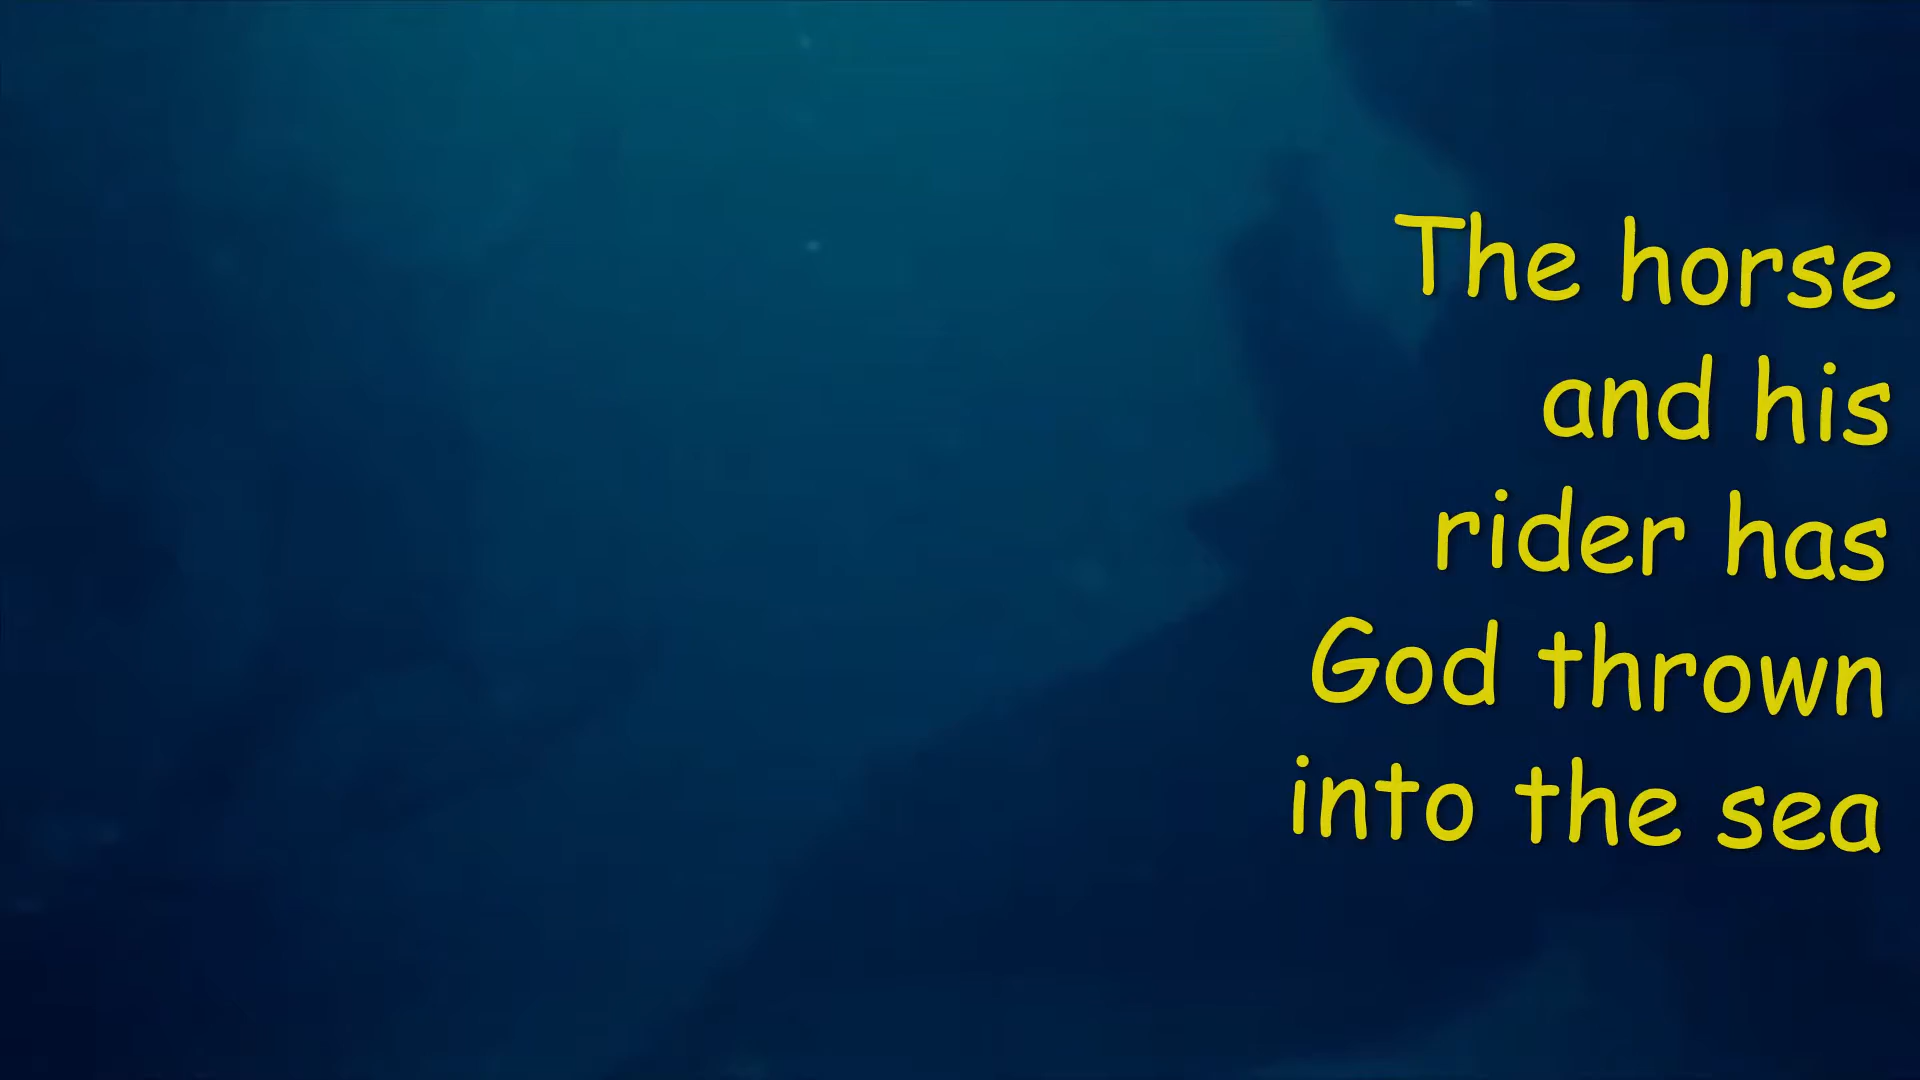 The horse
and his
rider has
God thrown
into the sea